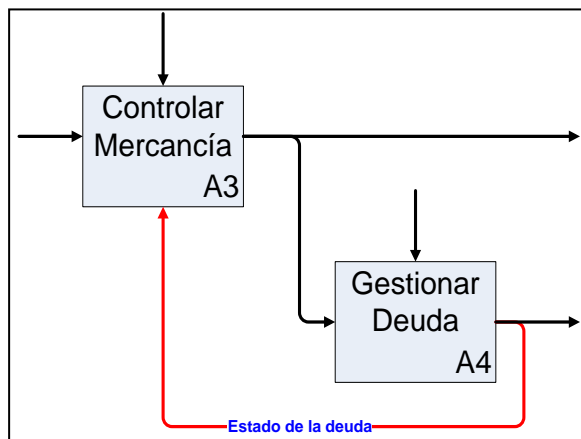 Controlar
Mercancía
A3
Gestionar
Deuda
A4
Estado de la deuda